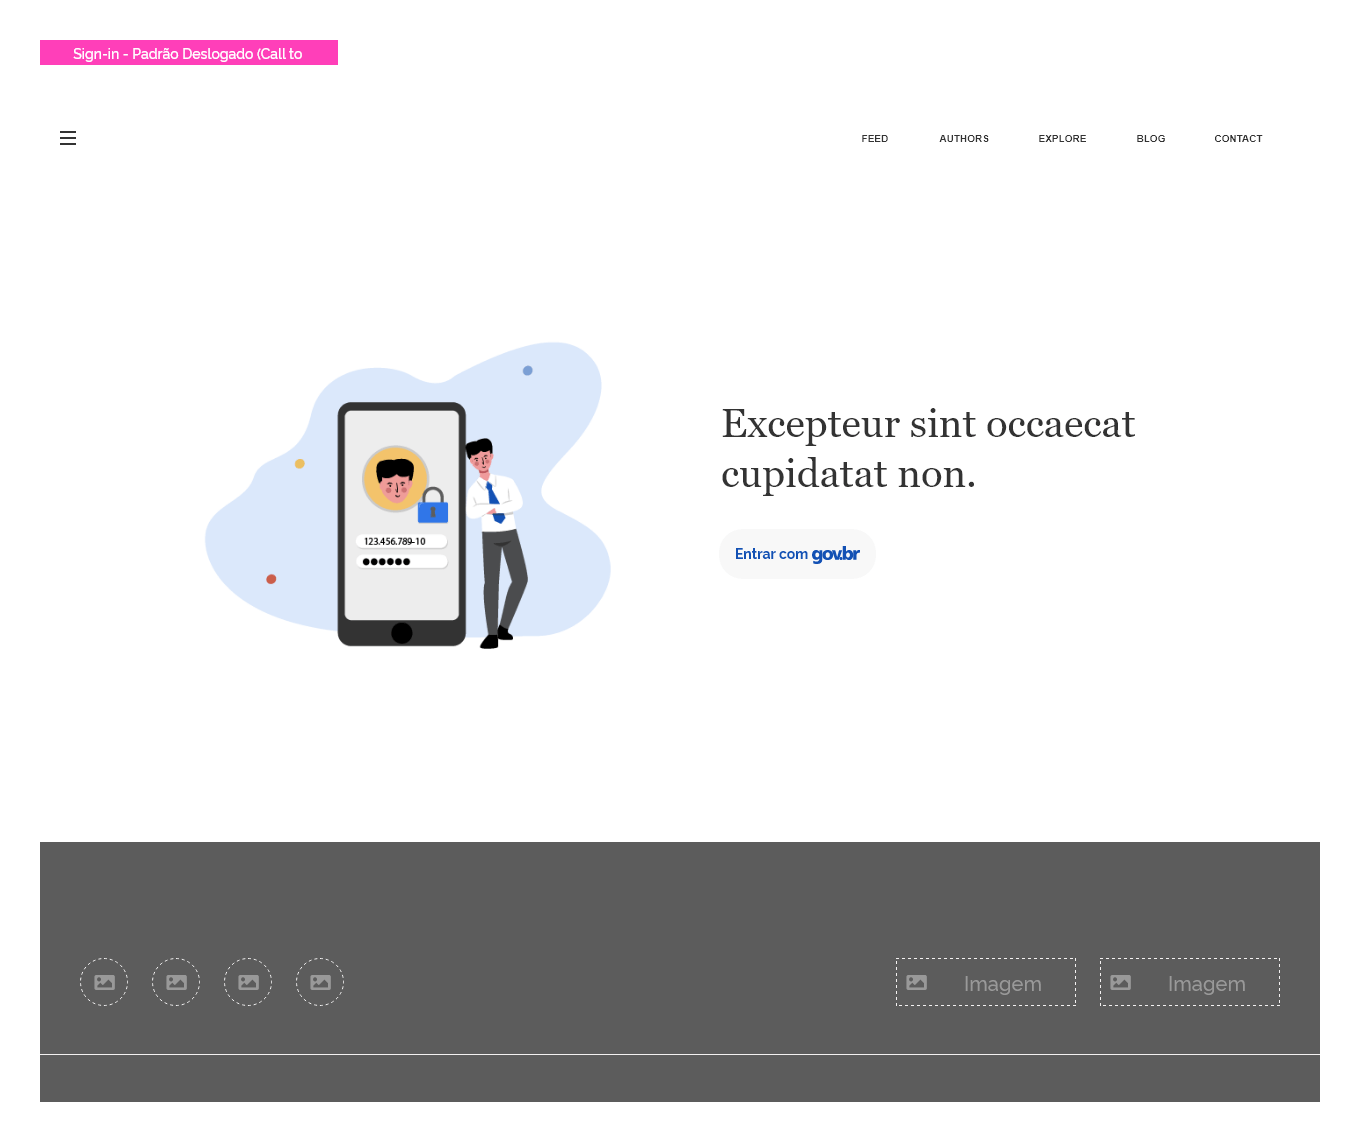 Sign-in - Padrão Deslogado (Call to
FEED AUTHORS EXPLORE BLOG CONTACT
Excepteur sint occaecat
cupidatat non.
123.456.789-10
Entrar com gov.br
Imagem Imagem